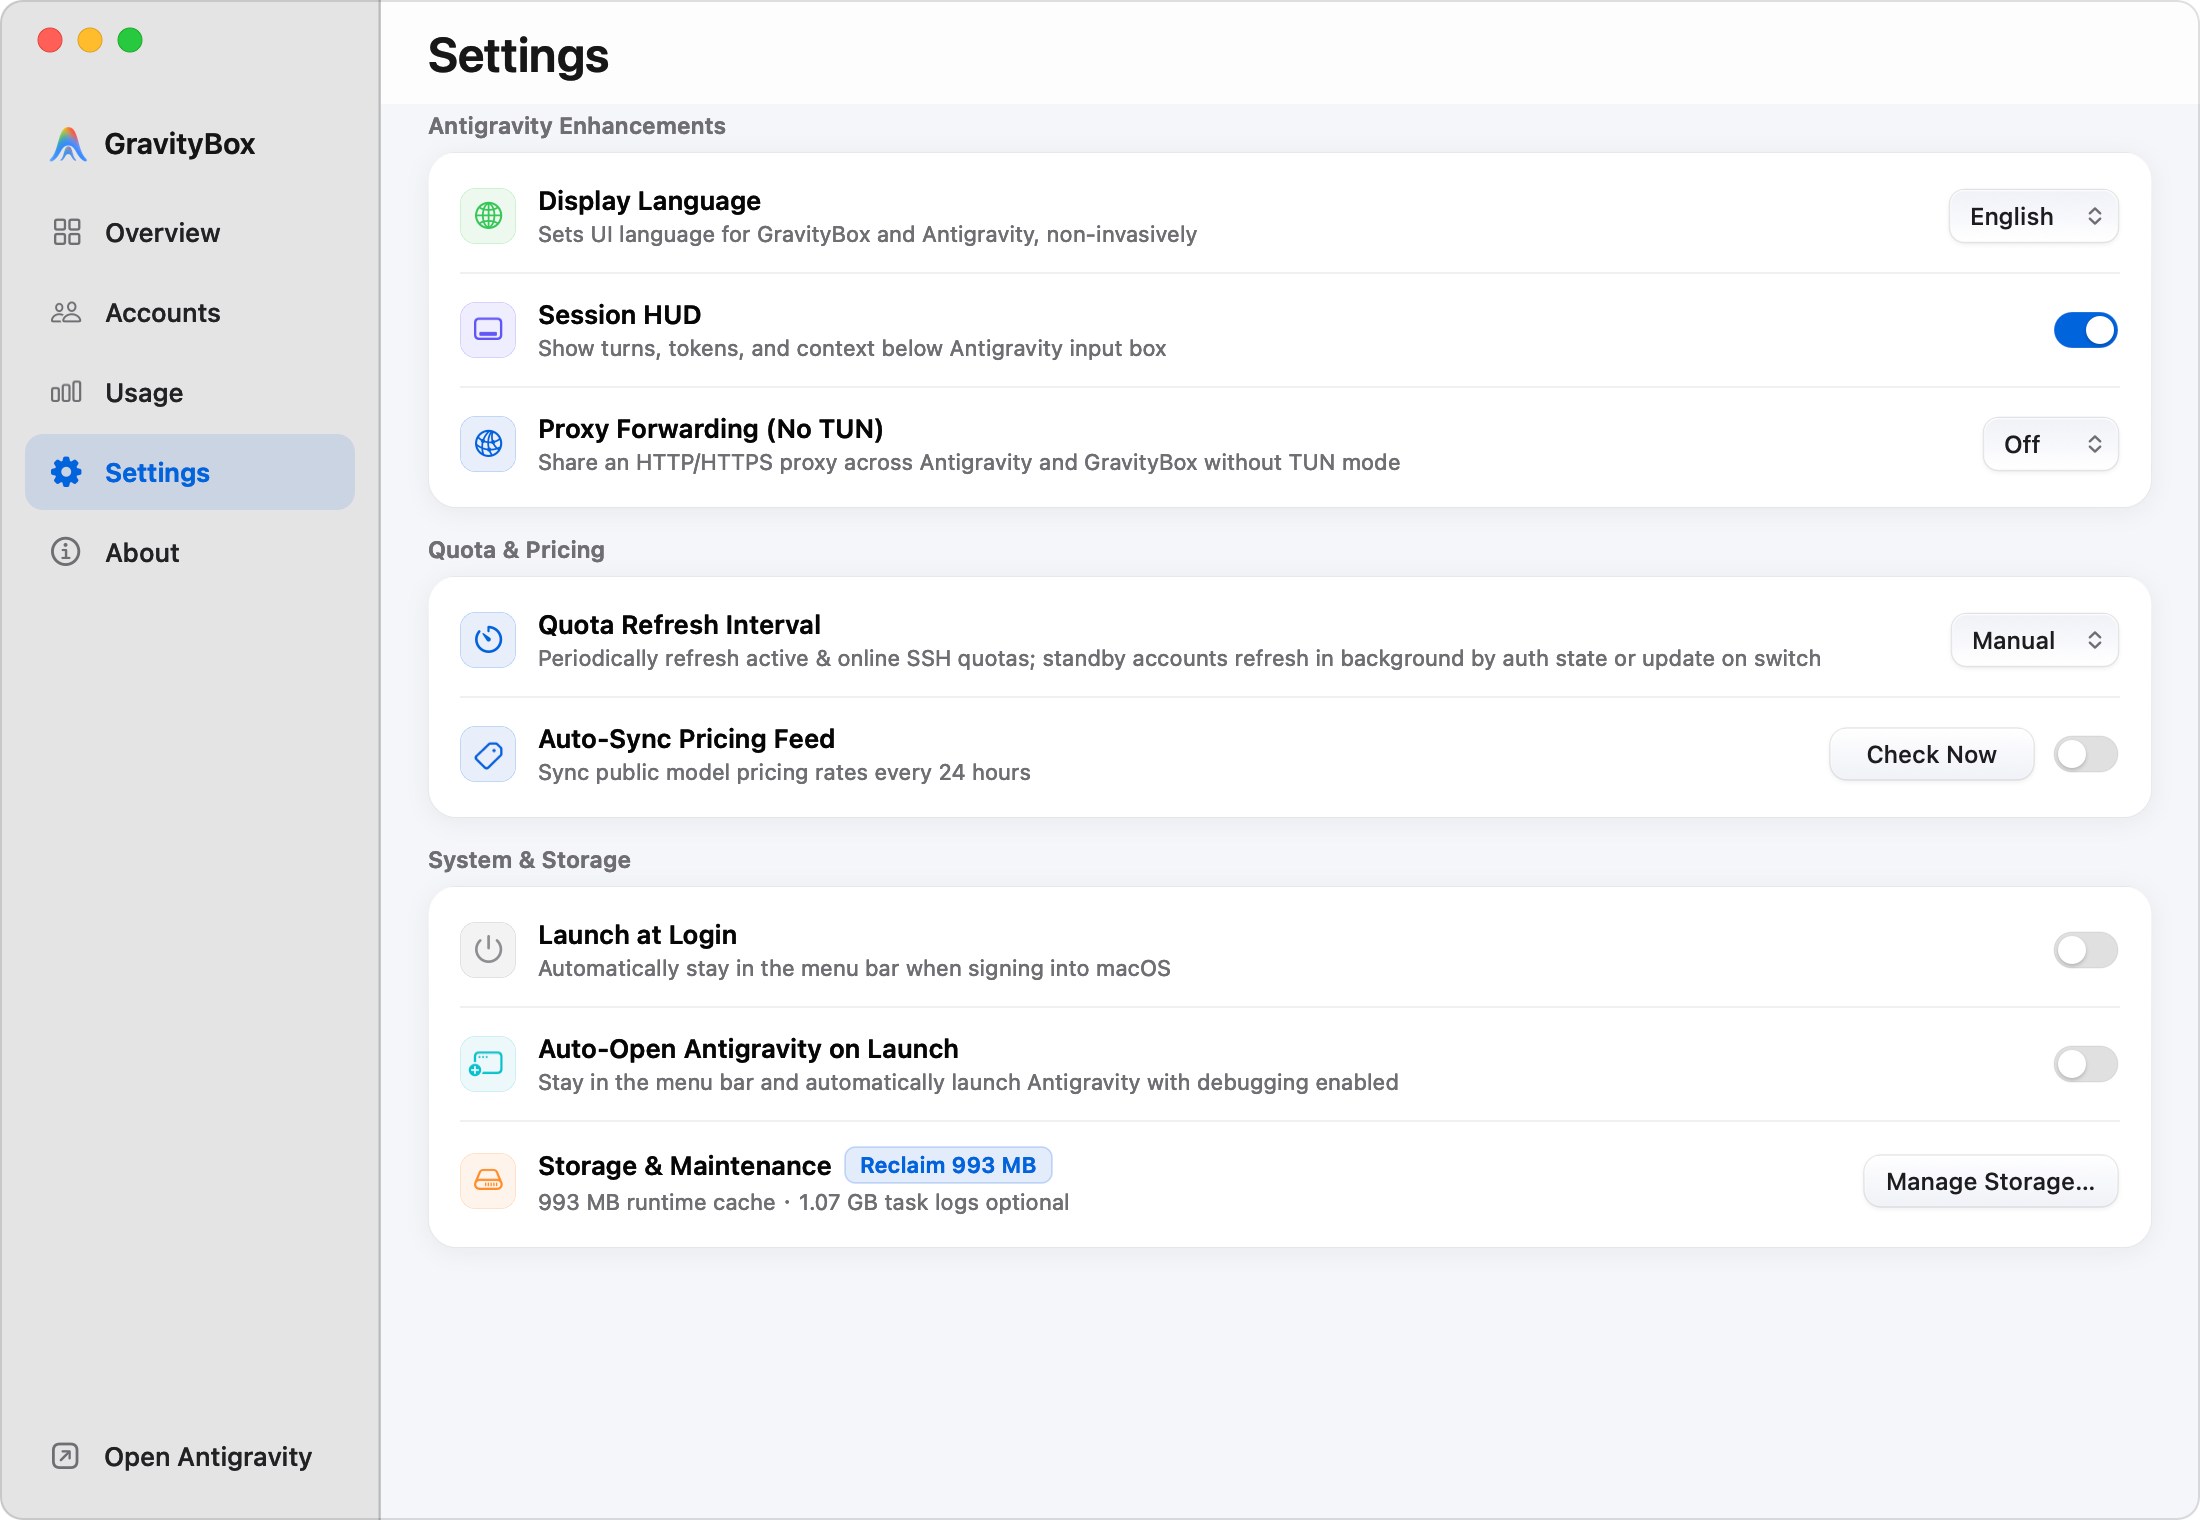 GravityBox
Overview
Accounts
Usage
Settings
About
Open Antigravity
Settings
Antigravity Enhancements
Display Language
Sets UI language for GravityBox and Antigravity, non-invasively
English
Session HUD
Show turns, tokens, and context below Antigravity input box
Proxy Forwarding (No TUN)
Share an HTTP/HTTPS proxy across Antigravity and GravityBox without TUN mode
Off
Quota & Pricing
Quota Refresh Interval
Periodically refresh active & online SSH quotas; standby accounts refresh in background by auth state or update on switch
Manual
Auto-Sync Pricing Feed
Sync public model pricing rates every 24 hours
Check Now
System & Storage
Launch at Login
Automatically stay in the menu bar when signing into macOS
Auto-Open Antigravity on Launch
Stay in the menu bar and automatically launch Antigravity with debugging enabled
Storage & Maintenance Reclaim 993 MB
993 MB runtime cache · 1.07 GB task logs optional
Manage Storage...